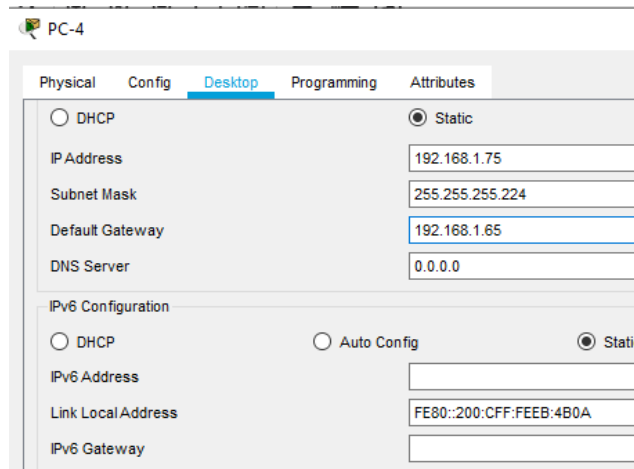 PC-4
Physical Config Desktop Programming Attributes
DHCP Static
IP Address 192.168.1.75
Subnet Mask 255.255.255.224
Default Gateway 192.168.1.65
DNS Server 0.0.0.0
IPv6 Configuration
DHCP Auto Config Stati
IPv6 Address
Link Local Address FE80::200:CFF:FEEB:4B0A
IPv6 Gateway